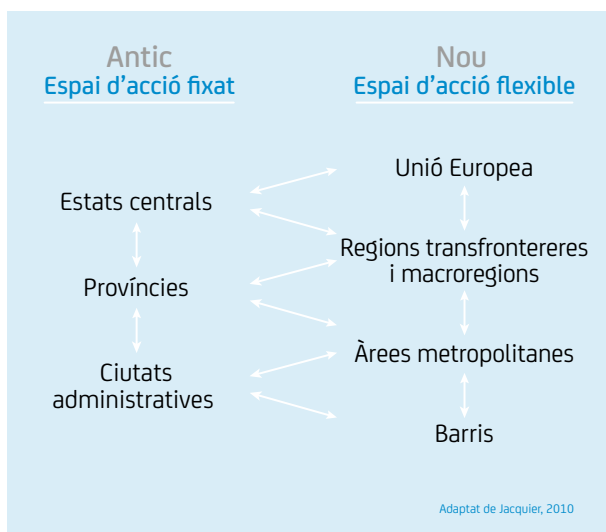 Antic
Espai d'acció fixat
Estats centrals
Províncies
Ciutats
administratives
Nou
Espai d'acció flexible
Unió Europea
Regions transfrontereres
i macroregions
Àrees metropolitanes
Barris
Adaptat de Jacquier, 2010